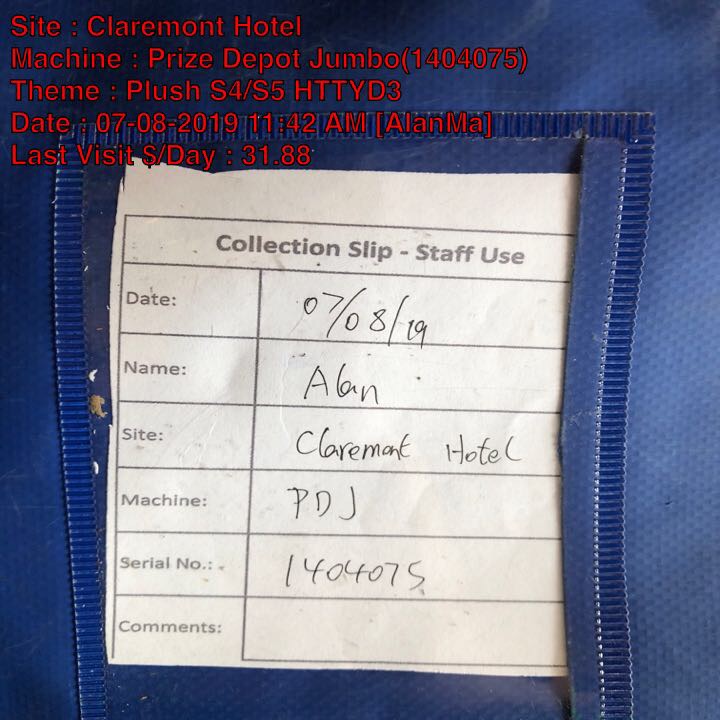 Site : Claremont Hotel
Machine : Prize Depot Jumbo(1404075)
Theme : Plush S4/S5 HTTYD3
Date : 07-08-2019 11:42 AM [AlanMa]
Last Visit $/Day : 31.88
Collection Slip - Staff Use
Date: 07/08/19
Name: Alan
Site: Claremont Hotel
Machine: PDJ
Serial No.: 1404075
Comments: